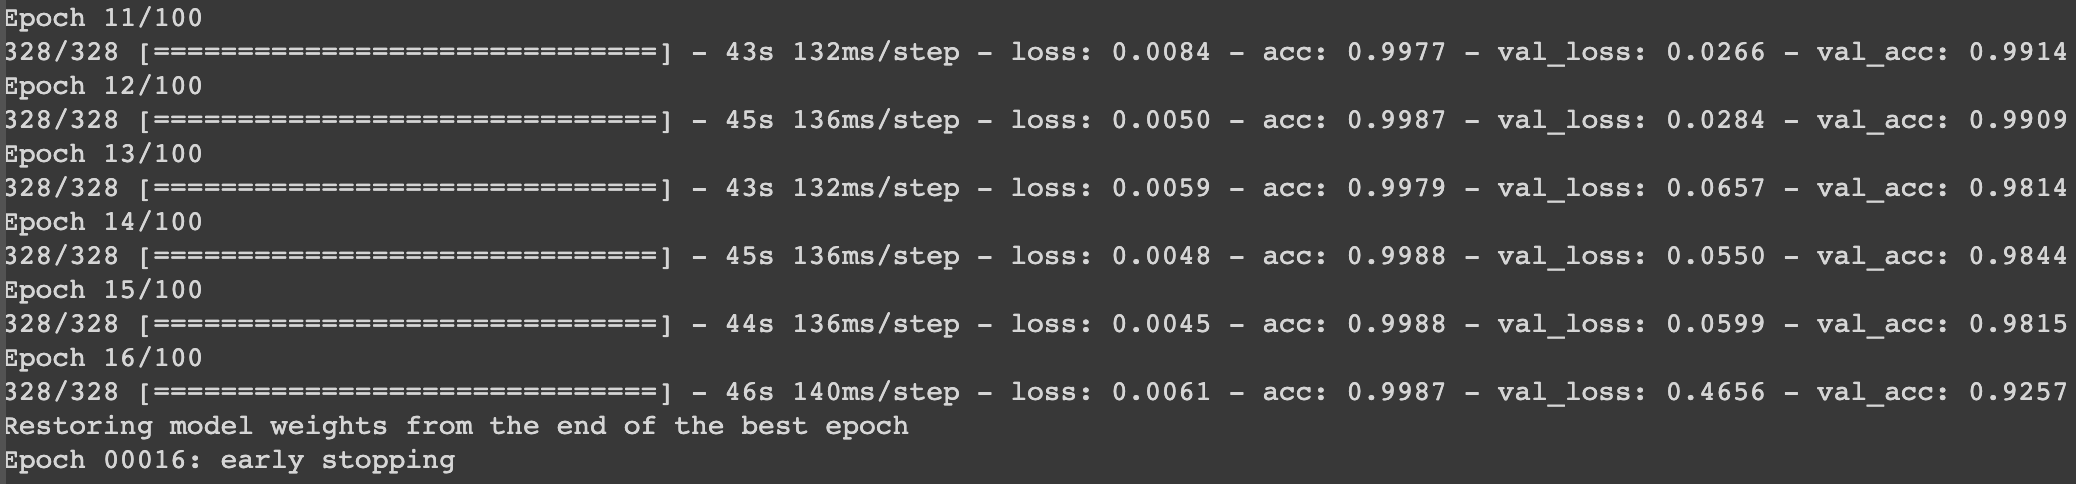 Epoch 11/100
328/328 [==============================] - 43s 132ms/step - loss: 0.0084 - acc: 0.9977 - val_loss: 0.0266 - val_acc: 0.9914
Epoch 12/100
328/328 [==============================] - 45s 136ms/step - loss: 0.0050 - acc: 0.9987 - val_loss: 0.0284 - val_acc: 0.9909
Epoch 13/100
328/328 [==============================] - 43s 132ms/step - loss: 0.0059 - acc: 0.9979 - val_loss: 0.0657 - val_acc: 0.9814
Epoch 14/100
328/328 [==============================] - 45s 136ms/step - loss: 0.0048 - acc: 0.9988 - val_loss: 0.0550 - val_acc: 0.9844
Epoch 15/100
328/328 [==============================] - 44s 136ms/step - loss: 0.0045 - acc: 0.9988 - val_loss: 0.0599 - val_acc: 0.9815
Epoch 16/100
328/328 [==============================] - 46s 140ms/step - loss: 0.0061 - acc: 0.9987 - val_loss: 0.4656 - val_acc: 0.9257
Restoring model weights from the end of the best epoch
Epoch 00016: early stopping